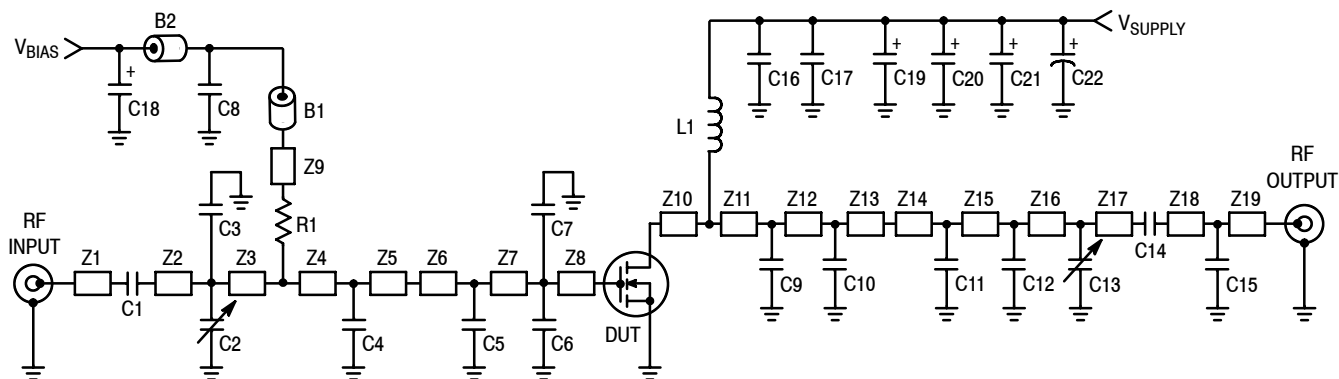 B2
V_BIAS
+
C18
C8
B1
Z9
R1
C3
RF
INPUT
Z1
C1
Z2
Z3
Z4
Z5
Z6
Z7
Z8
C2
C4
C5
C6
C7
DUT
L1
+
+
+
+
V_SUPPLY
C16
C17
C19
C20
C21
C22
Z10
Z11
Z12
Z13
Z14
Z15
Z16
Z17
Z18
Z19
RF
OUTPUT
C9
C10
C11
C12
C13
C14
C15